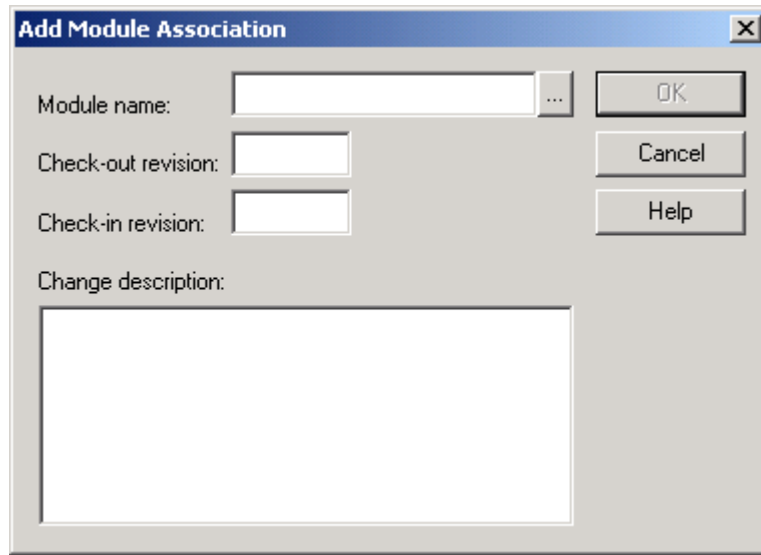 Add Module Association
Module name:
...
OK
Check-out revision:
Cancel
Check-in revision:
Help
Change description: